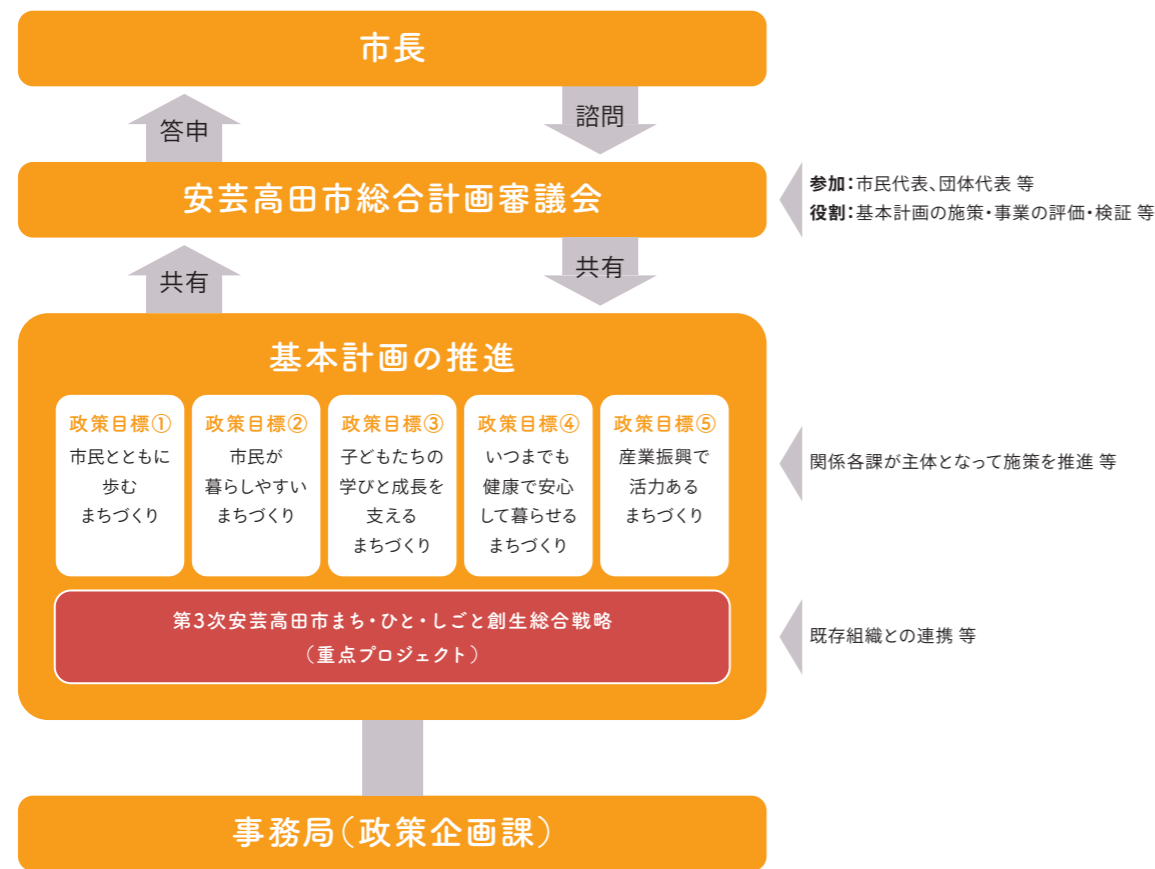 市長
答申
諮問
安芸高田市総合計画審議会
参加：市民代表、団体代表 等
役割：基本計画の施策・事業の評価・検証 等
共有
共有
基本計画の推進
政策目標①
市民とともに
歩む
まちづくり
政策目標②
市民が
暮らしやすい
まちづくり
政策目標③
子どもたちの
学びと成長を
支える
まちづくり
政策目標④
いつまでも
健康で安心
して暮らせる
まちづくり
政策目標⑤
産業振興で
活力ある
まちづくり
関係各課が主体となって施策を推進 等
第3次安芸高田市まち・ひと・しごと創生総合戦略
（重点プロジェクト）
既存組織との連携 等
事務局（政策企画課）